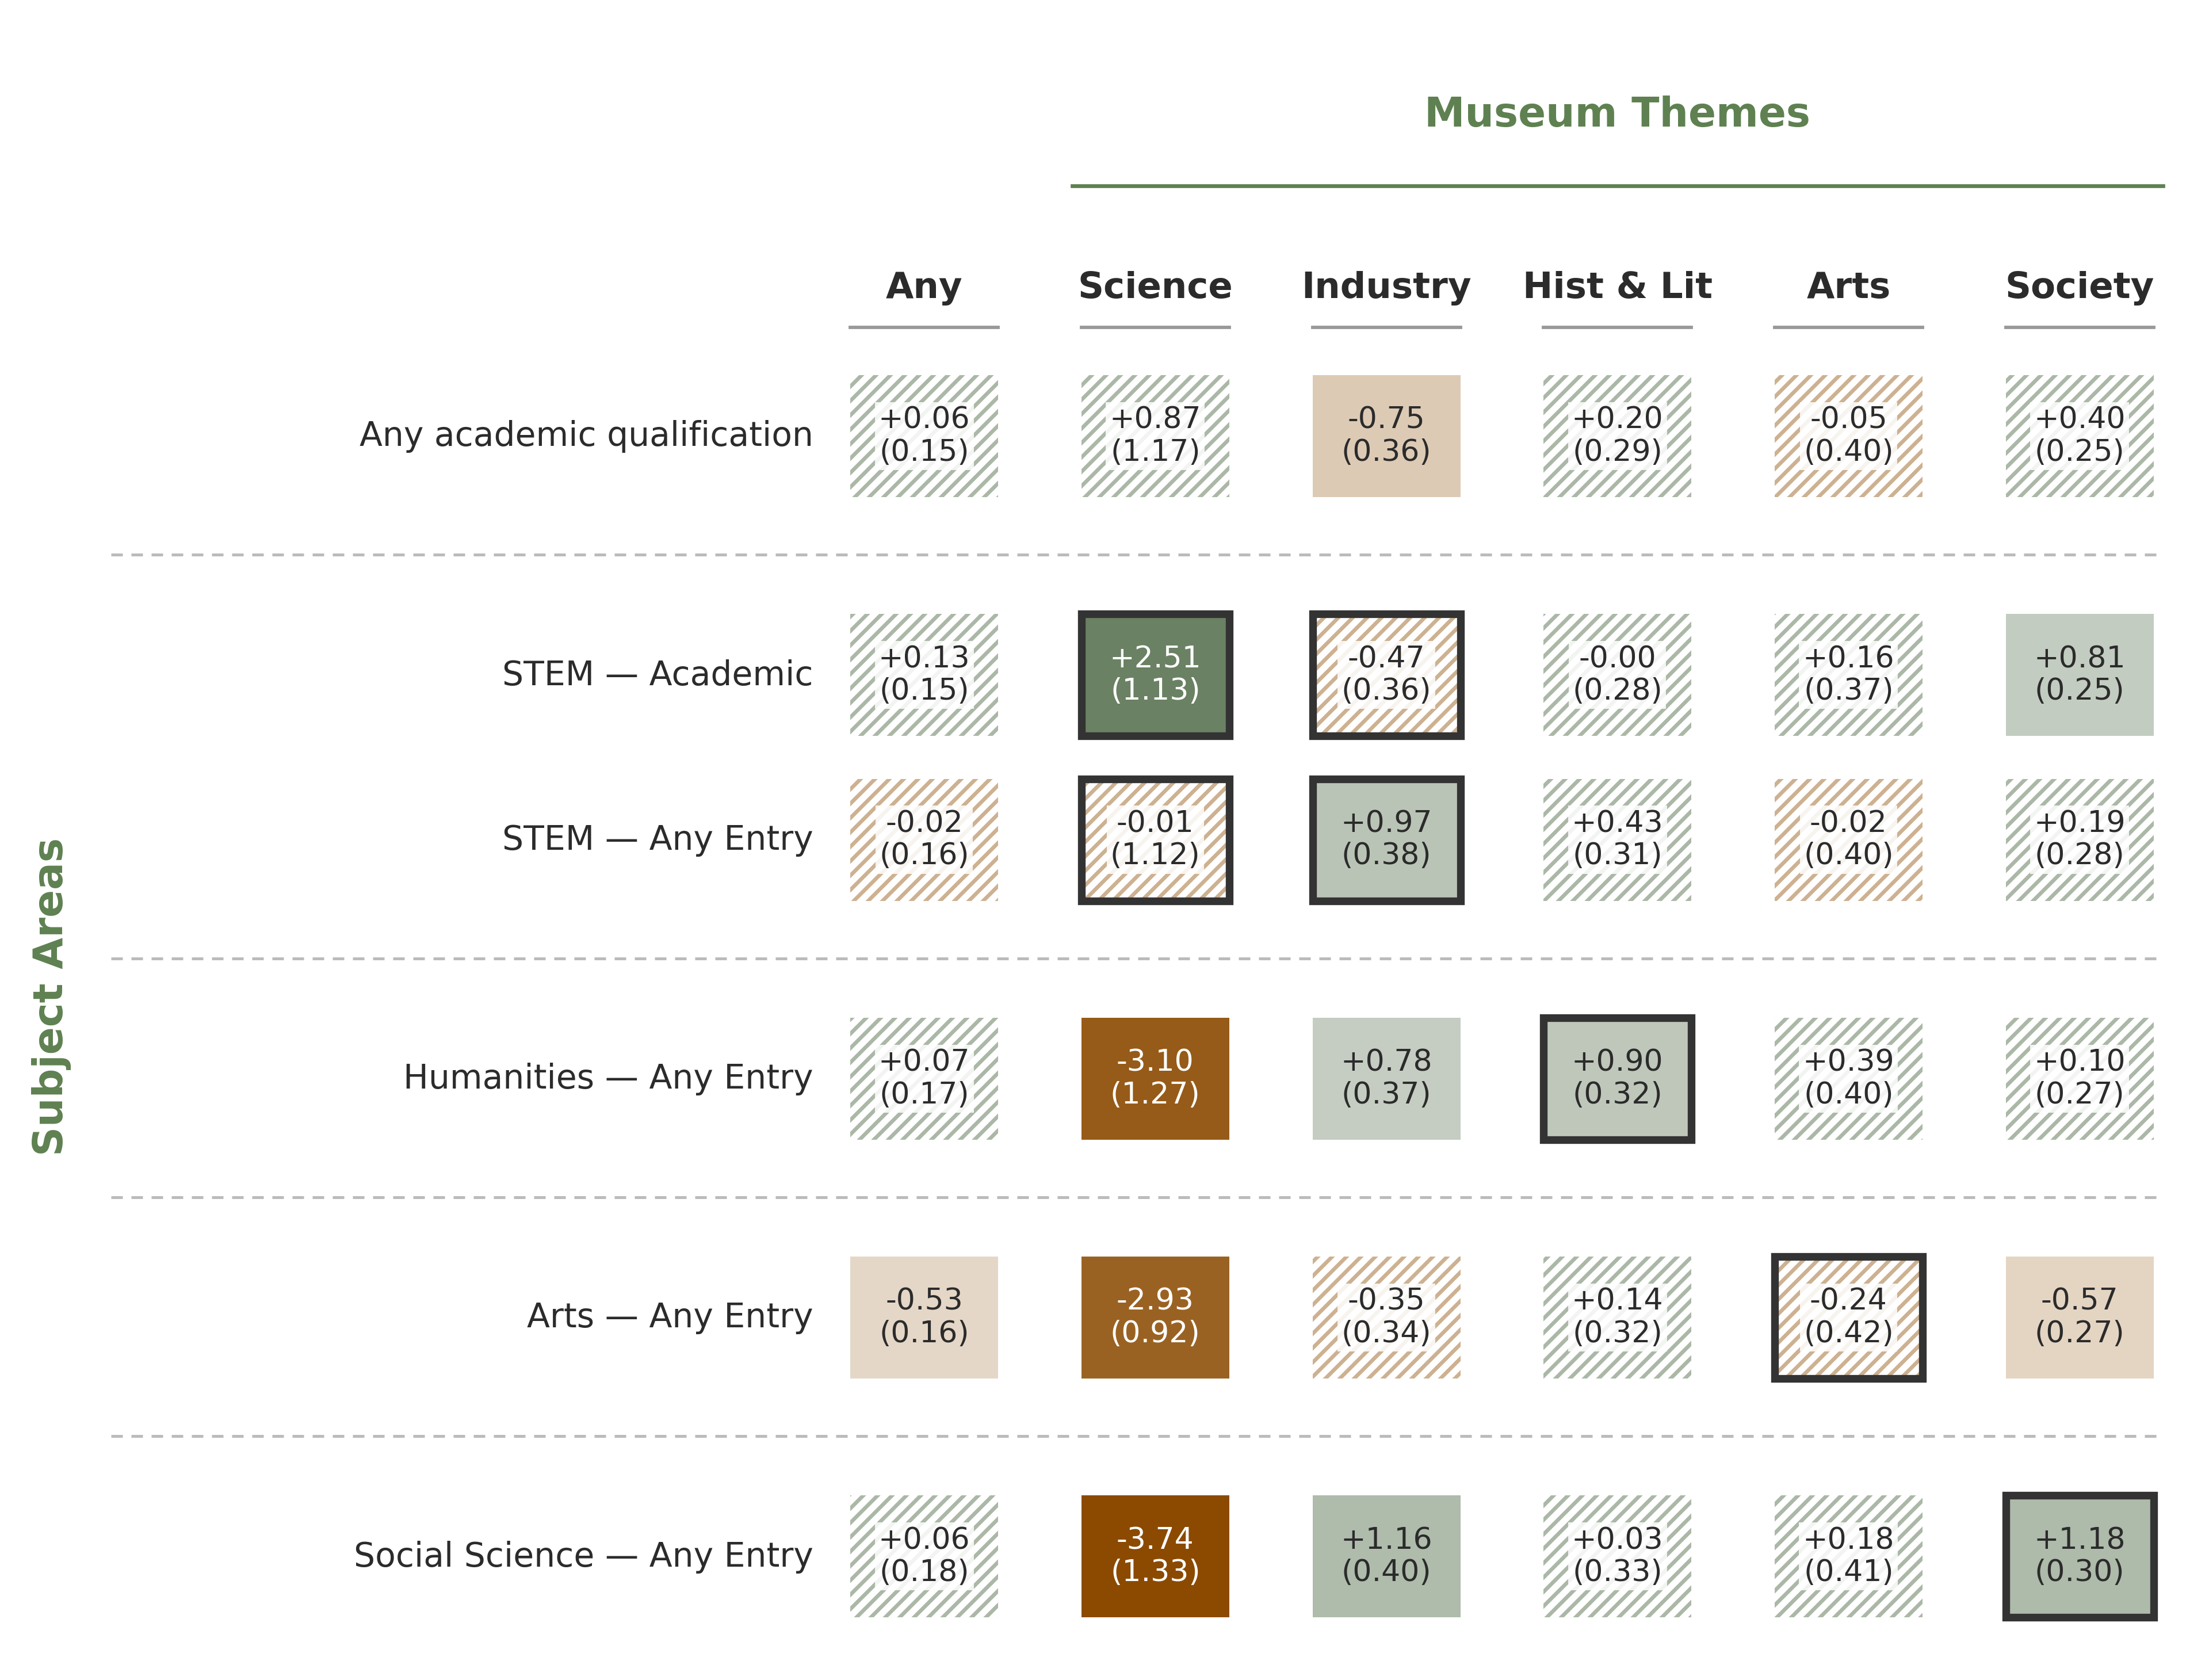 Museum Themes
Any Science Industry Hist & Lit Arts Society
Any academic qualification
+0.06 +0.87 -0.75 +0.20 -0.05 +0.40
(0.15) (1.17) (0.36) (0.29) (0.40) (0.25)
STEM — Academic
+0.13 +2.51 -0.47 -0.00 +0.16 +0.81
(0.15) (1.13) (0.36) (0.28) (0.37) (0.25)
STEM — Any Entry
-0.02 -0.01 +0.97 +0.43 -0.02 +0.19
(0.16) (1.12) (0.38) (0.31) (0.40) (0.28)
Subject Areas
Humanities — Any Entry
+0.07 -3.10 +0.78 +0.90 +0.39 +0.10
(0.17) (1.27) (0.37) (0.32) (0.40) (0.27)
Arts — Any Entry
-0.53 -2.93 -0.35 +0.14 -0.24 -0.57
(0.16) (0.92) (0.34) (0.32) (0.42) (0.27)
Social Science — Any Entry
+0.06 -3.74 +1.16 +0.03 +0.18 +1.18
(0.18) (1.33) (0.40) (0.33) (0.41) (0.30)